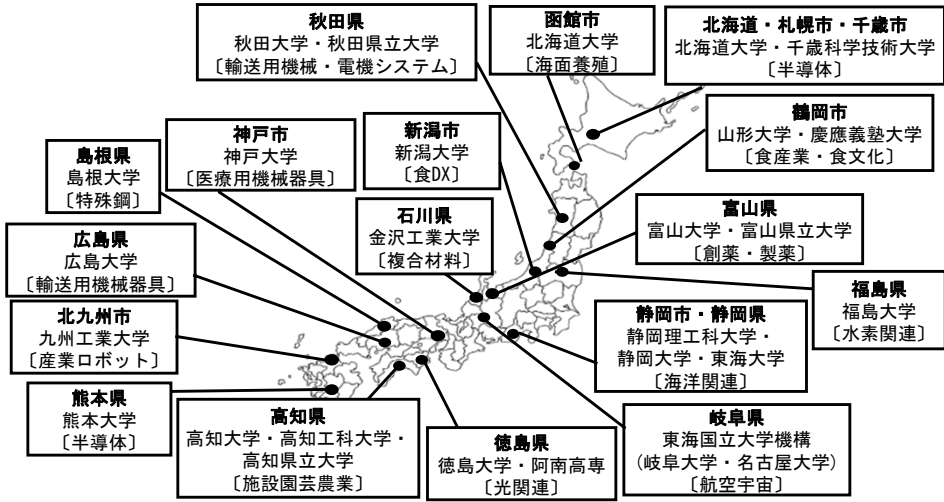 秋田県
秋田大学・秋田県立大学
〔輸送用機械・電機システム〕
函館市
北海道大学
〔海面養殖〕
北海道・札幌市・千歳市
北海道大学・千歳科学技術大学
〔半導体〕
鶴岡市
山形大学・慶應義塾大学
〔食産業・食文化〕
神戸市
神戸大学
〔医療用機械器具〕
新潟市
新潟大学
〔食DX〕
島根県
島根大学
〔特殊鋼〕
石川県
金沢工業大学
〔複合材料〕
富山県
富山大学・富山県立大学
〔創薬・製薬〕
広島県
広島大学
〔輸送用機械器具〕
福島県
福島大学
〔水素関連〕
北九州市
九州工業大学
〔産業ロボット〕
静岡市・静岡県
静岡理工科大学・
静岡大学・東海大学
〔海洋関連〕
熊本県
熊本大学
〔半導体〕
高知県
高知大学・高知工科大学・
高知県立大学
〔施設園芸農業〕
徳島県
徳島大学・阿南高専
〔光関連〕
岐阜県
東海国立大学機構
(岐阜大学・名古屋大学)
〔航空宇宙〕